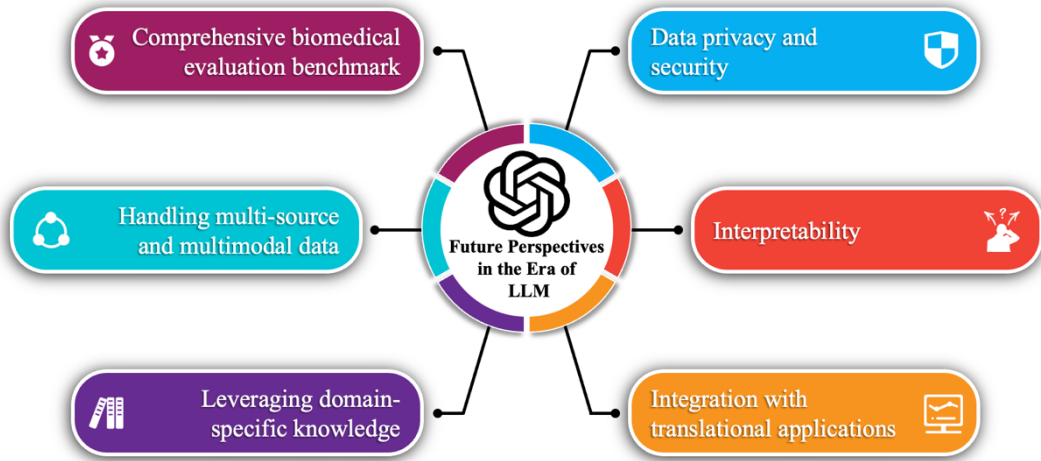 Comprehensive biomedical
evaluation benchmark
Data privacy and
security
Handling multi-source
and multimodal data
Future Perspectives
in the Era of
LLM
Interpretability
?
Leveraging domain-
specific knowledge
Integration with
translational applications